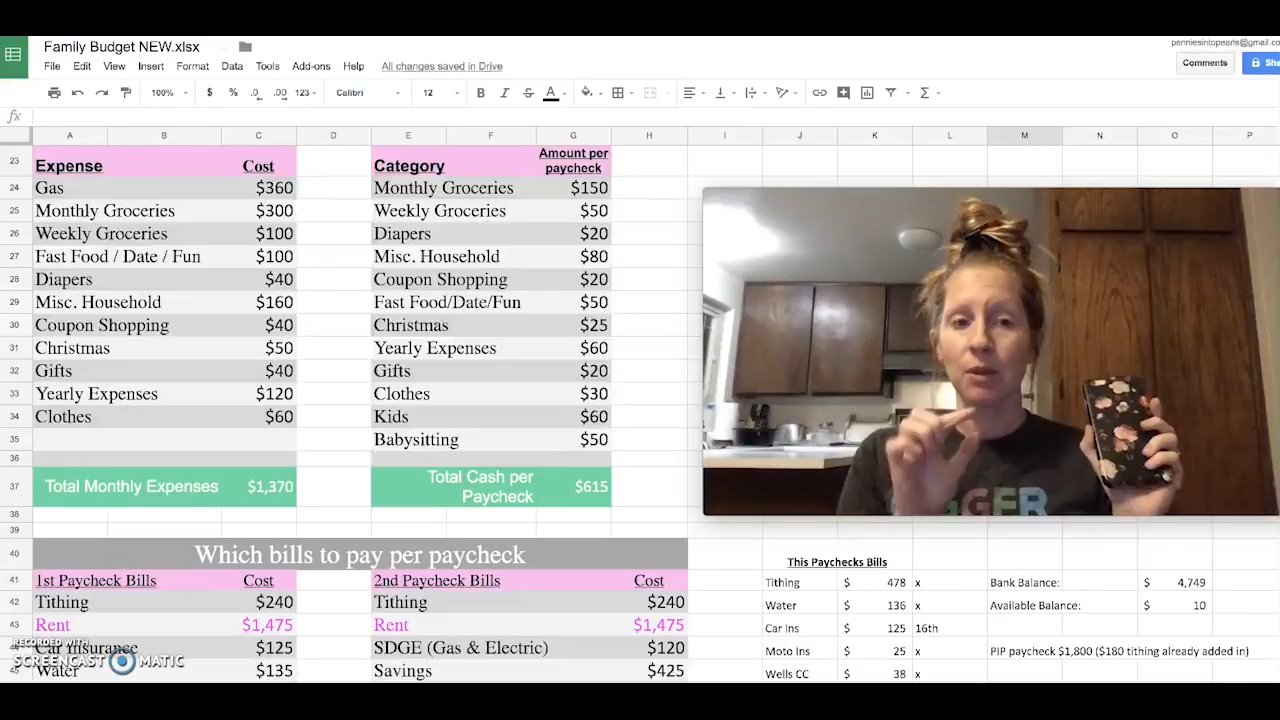 Family Budget NEW.xlsx
penniesintopearls@gmail.co
File Edit View Insert Format Data Tools Add-ons Help All changes saved in Drive
Comments Sha
100% $ % .0 .00 123 Calibri 12 B I S A Σ
fx
A B C D E F G H I J K L M N O P
23 Expense Cost Category Amount per paycheck
24 Gas $360 Monthly Groceries $150
25 Monthly Groceries $300 Weekly Groceries $50
26 Weekly Groceries $100 Diapers $20
27 Fast Food / Date / Fun $100 Misc. Household $80
28 Diapers $40 Coupon Shopping $20
29 Misc. Household $160 Fast Food/Date/Fun $50
30 Coupon Shopping $40 Christmas $25
31 Christmas $50 Yearly Expenses $60
32 Gifts $40 Gifts $20
33 Yearly Expenses $120 Clothes $30
34 Clothes $60 Kids $60
35 Babysitting $50
36
37 Total Monthly Expenses $1,370 Total Cash per Paycheck $615
38
39
40 Which bills to pay per paycheck This Paychecks Bills
41 1st Paycheck Bills Cost 2nd Paycheck Bills Cost Tithing $ 478 x Bank Balance: $ 4,749
42 Tithing $240 Tithing $240 Water $ 136 x Available Balance: $ 10
43 Rent $1,475 Rent $1,475 Car Ins $ 125 16th
44 Car Insurance $125 SDGE (Gas & Electric) $120 Moto Ins $ 25 x PIP paycheck $1,800 ($180 tithing already added in)
45 Water $135 Savings $425 Wells CC $ 38 x
RECORDED WITH
SCREENCAST MATIC